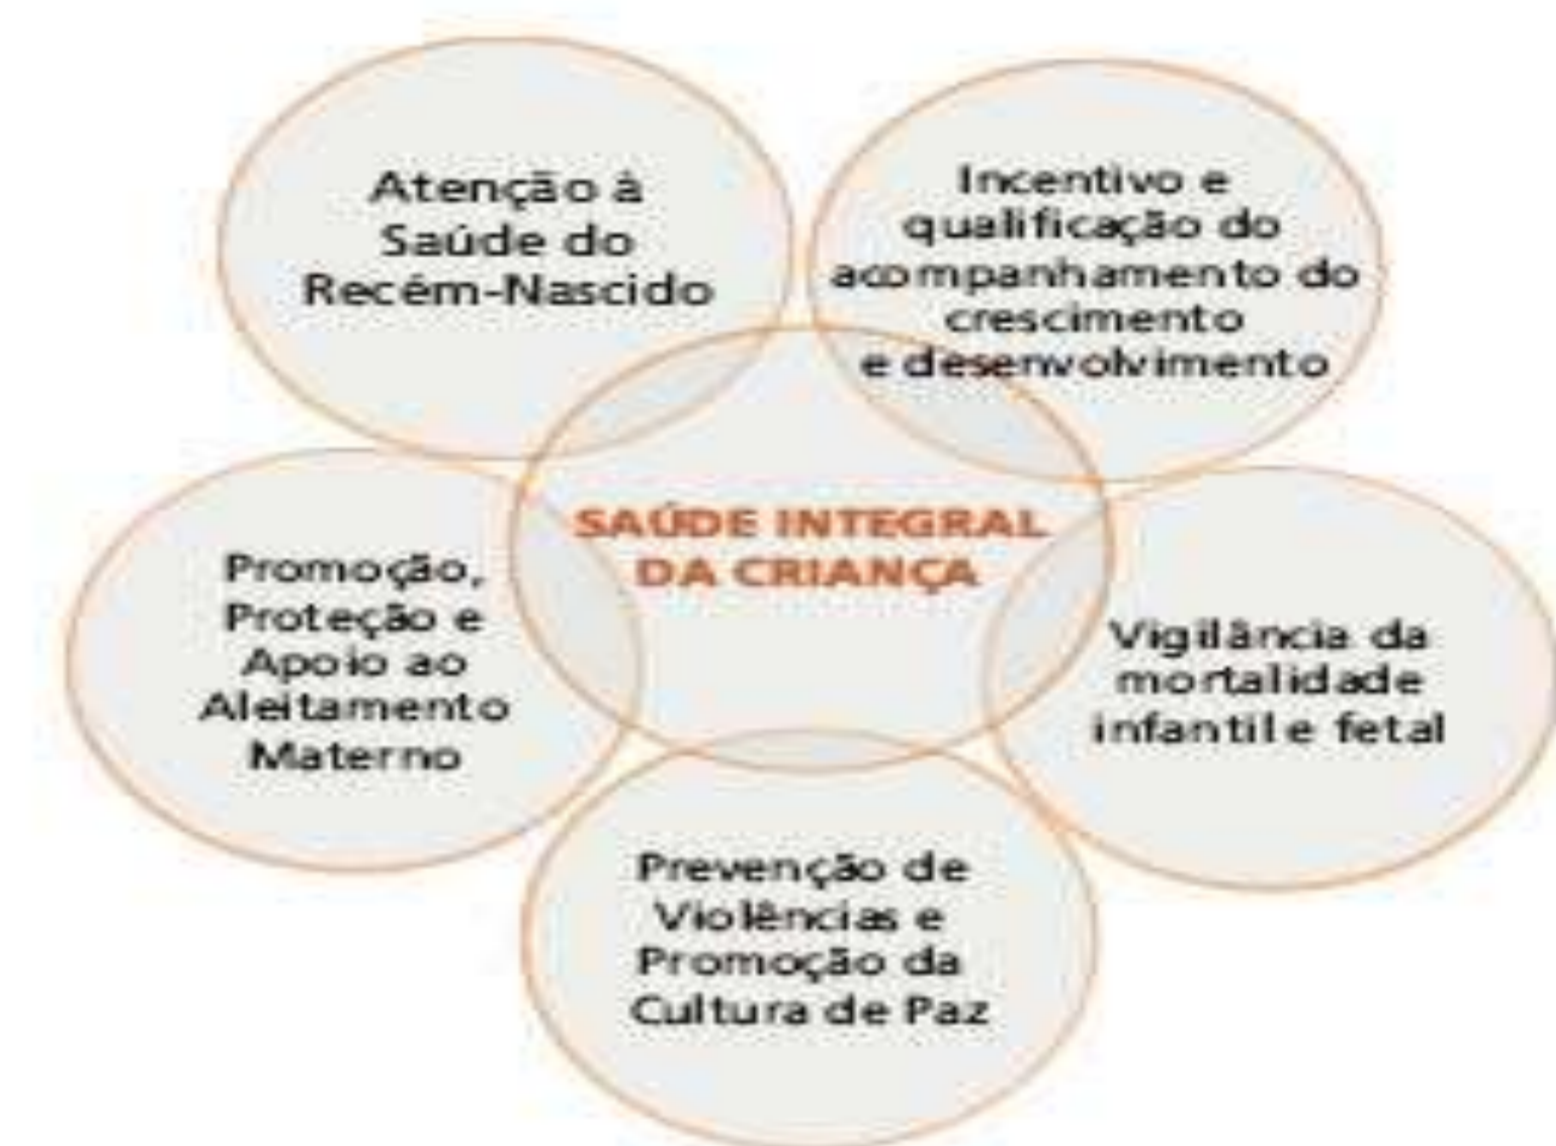 Atenção à
Saúde do
Recém-Nascido
Incentivo e
qualificação do
acompanhamento do
crescimento
e desenvolvimento
SAÚDE INTEGRAL
DA CRIANÇA
Promoção,
Proteção e
Apoio ao
Aleitamento
Materno
Vigilância da
mortalidade
infantil e fetal
Prevenção de
Violências e
Promoção da
Cultura de Paz